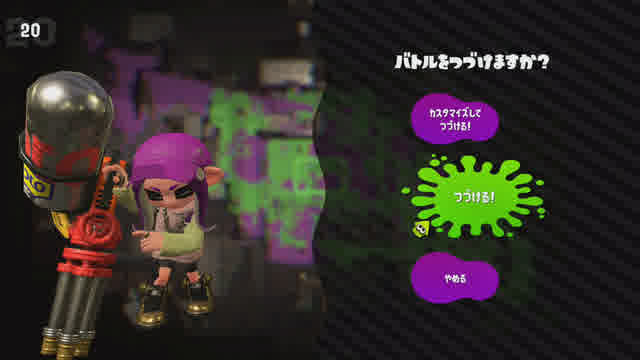 20
バトルをつづけますか？
カスタマイズして
つづける！
つづける！
やめる